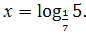 x = log_{1/7} 5.